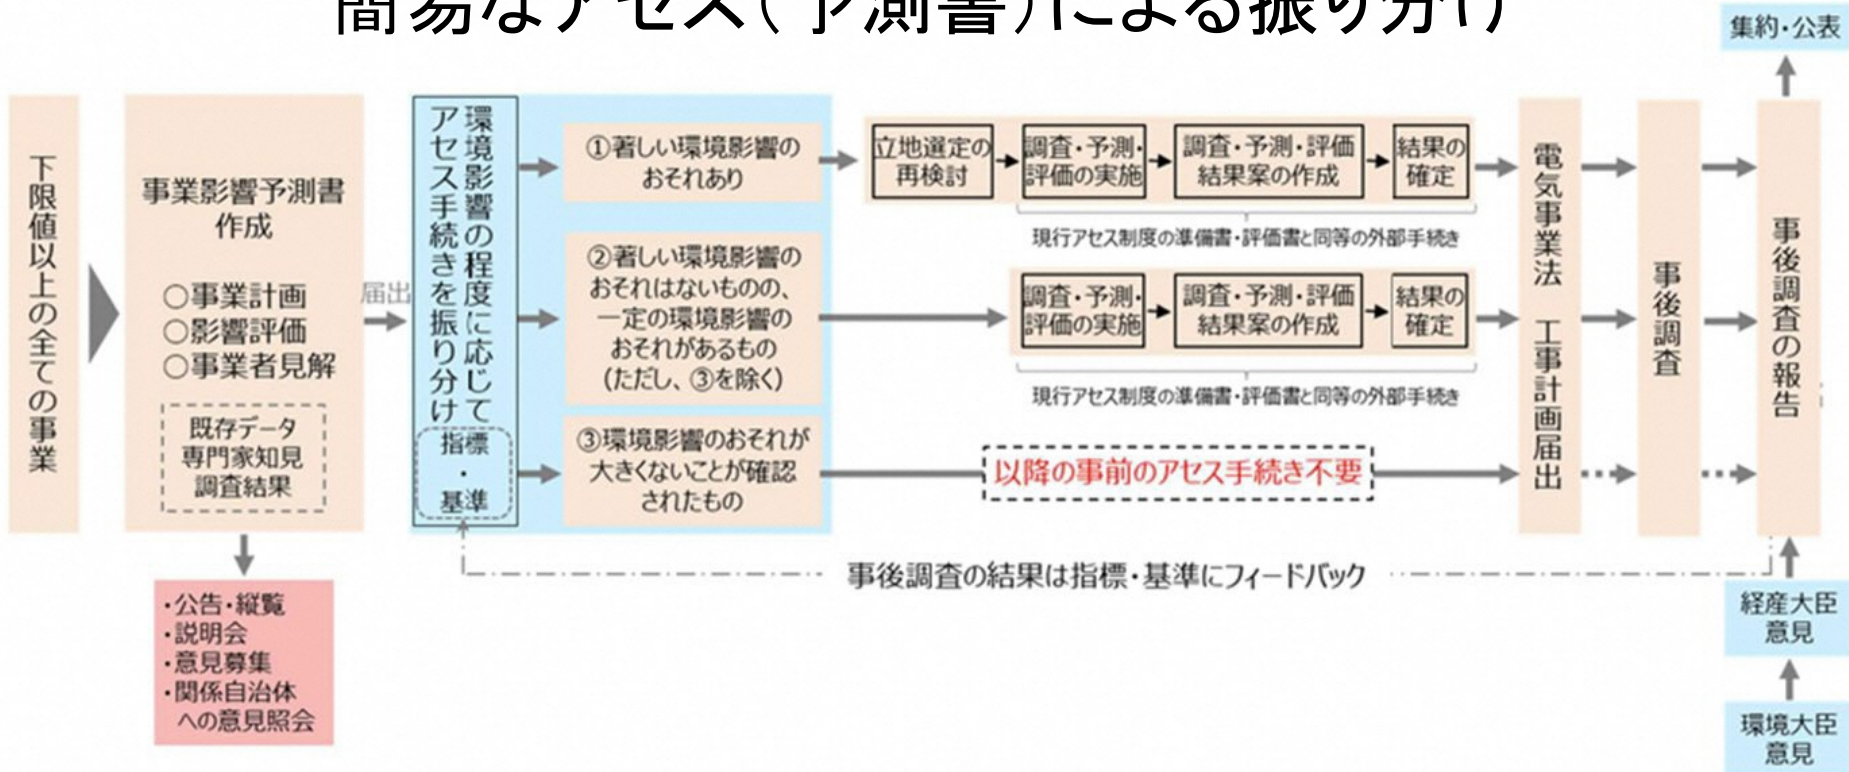 簡易なアセス(予測書)による振り分け
下限値以上の全ての事業
事業影響予測書
作成
○事業計画
○影響評価
○事業者見解
既存データ
専門家知見
調査結果
・公告・縦覧
・説明会
・意見募集
・関係自治体
への意見照会
届出
環境影響の程度に応じて
アセス手続きを振り分け
指標
・
基準
①著しい環境影響の
おそれあり
②著しい環境影響の
おそれはないものの、
一定の環境影響の
おそれがあるもの
(ただし、③を除く)
③環境影響のおそれが
大きくないことが確認
されたもの
立地選定の
再検討
調査・予測・
評価の実施
調査・予測・評価
結果案の作成
結果の
確定
現行アセス制度の準備書・評価書と同等の外部手続き
調査・予測・
評価の実施
調査・予測・評価
結果案の作成
結果の
確定
現行アセス制度の準備書・評価書と同等の外部手続き
以降の事前のアセス手続き不要
電気事業法 工事計画届出
事後調査
事後調査の報告
集約・公表
経産大臣
意見
環境大臣
意見
事後調査の結果は指標・基準にフィードバック